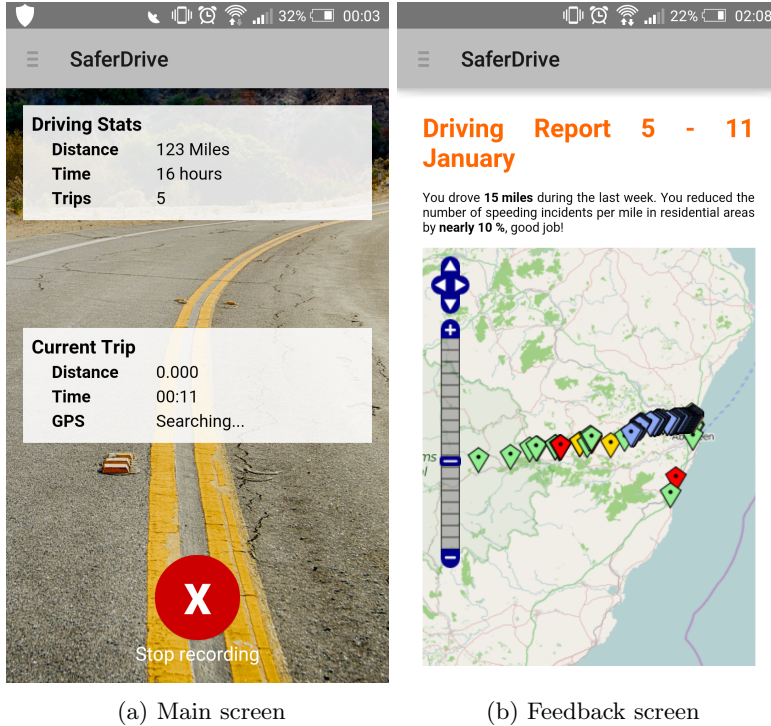 32% 00:03
SaferDrive
Driving Stats
Distance 123 Miles
Time 16 hours
Trips 5
Current Trip
Distance 0.000
Time 00:11
GPS Searching...
X
Stop recording
(a) Main screen
22% 02:08
SaferDrive
Driving Report 5 - 11
January
You drove 15 miles during the last week. You reduced the
number of speeding incidents per mile in residential areas
by nearly 10 %, good job!
(b) Feedback screen